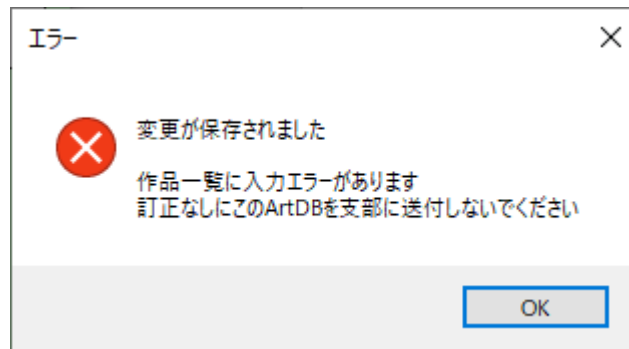 エラー
変更が保存されました
作品一覧に入力エラーがあります
訂正なしにこのArtDBを支部に送付しないでください
OK